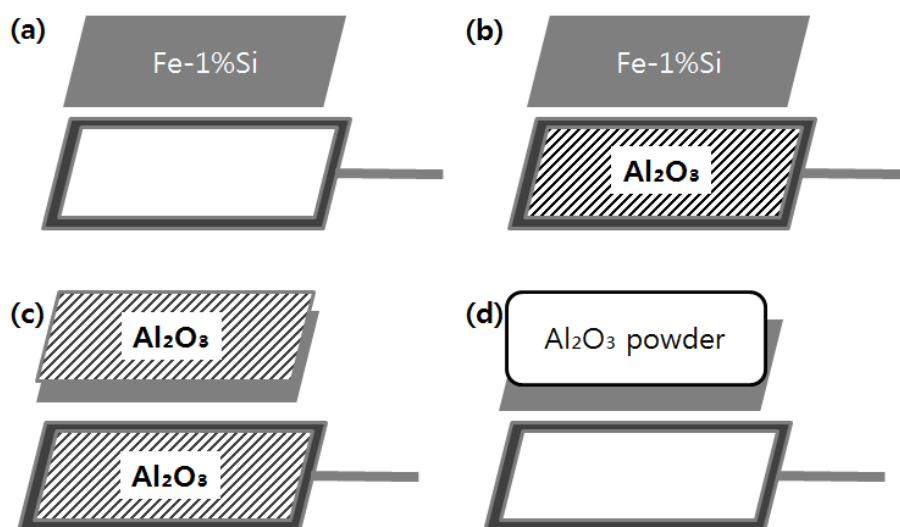 (a)
Fe-1%Si
(b)
Fe-1%Si
Al₂O₃
(c)
Al₂O₃
Al₂O₃
(d)
Al₂O₃ powder